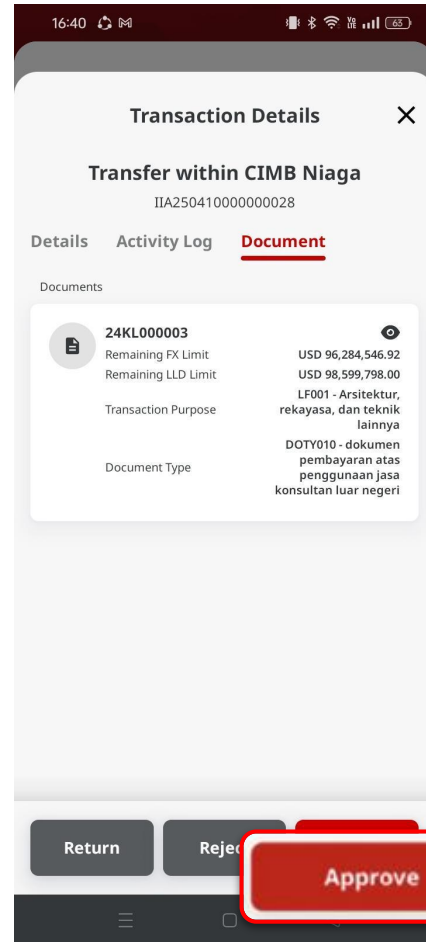 16:40
63
Transaction Details
Transfer within CIMB Niaga
IIA250410000000028
Details Activity Log Document
Documents
24KL000003
Remaining FX Limit USD 96,284,546.92
Remaining LLD Limit USD 98,599,798.00
Transaction Purpose LF001 - Arsitektur,
rekayasa, dan teknik
lainnya
Document Type DOTY010 - dokumen
pembayaran atas
penggunaan jasa
konsultan luar negeri
Return Rejec
Approve